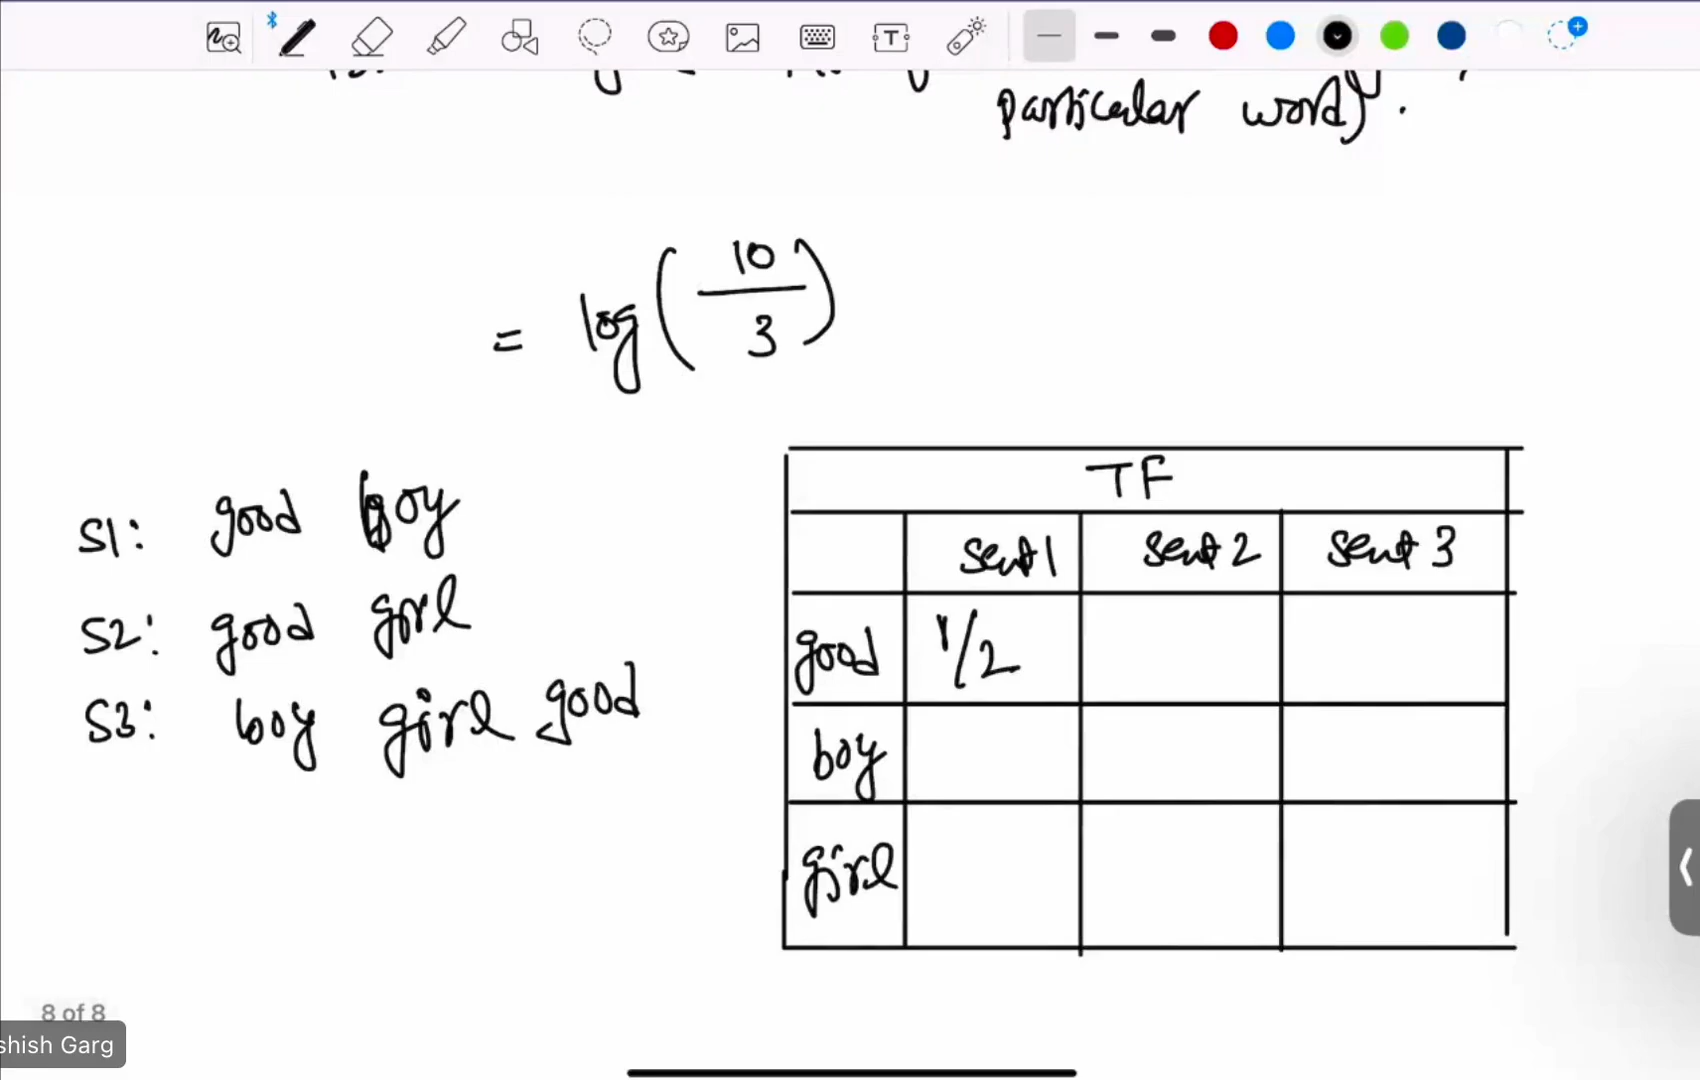 particular word) .
= log ( 10 / 3 )
S1: good boy
S2: good girl
S3: boy girl good
TF
sent 1 sent 2 sent 3
good 1/2
boy
girl
8 of 8
shish Garg